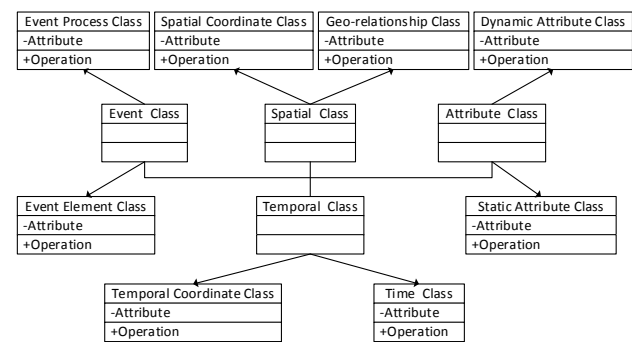 Event Process Class
-Attribute
+Operation
Spatial Coordinate Class
-Attribute
+Operation
Geo-relationship Class
-Attribute
+Operation
Dynamic Attribute Class
-Attribute
+Operation
Event Class
Spatial Class
Attribute Class
Event Element Class
-Attribute
+Operation
Temporal Class
Static Attribute Class
-Attribute
+Operation
Temporal Coordinate Class
-Attribute
+Operation
Time Class
-Attribute
+Operation